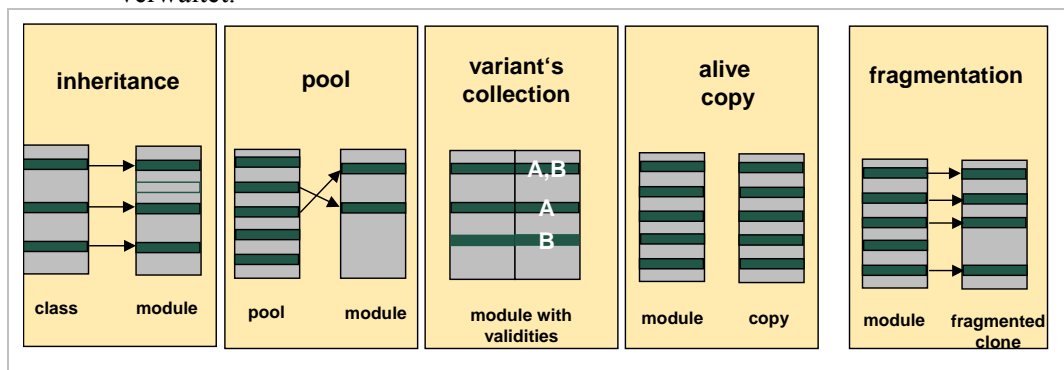 verwaltet.
inheritance
pool
variant‘s
collection
alive
copy
fragmentation
A,B
A
B
class
module
pool
module
module with
validities
module
copy
module
fragmented
clone